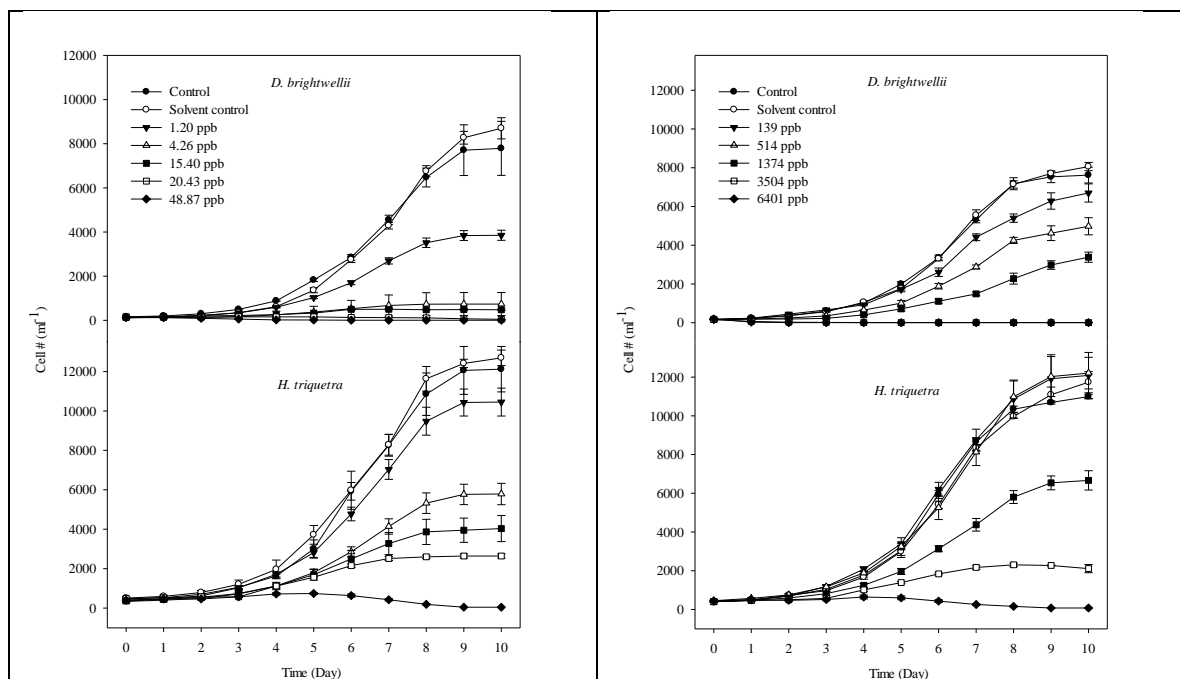 12000
10000
8000
6000
4000
2000
0
D. brightwellii
Control
Solvent control
1.20 ppb
4.26 ppb
15.40 ppb
20.43 ppb
48.87 ppb
Cell # (ml-1)
12000
10000
8000
6000
4000
2000
0
H. triquetra
0 1 2 3 4 5 6 7 8 9 10
Time (Day)
12000
10000
8000
6000
4000
2000
0
D. brightwellii
Control
Solvent control
139 ppb
514 ppb
1374 ppb
3504 ppb
6401 ppb
Cell # (ml-1)
12000
10000
8000
6000
4000
2000
0
H. triquetra
0 1 2 3 4 5 6 7 8 9 10
Time (Day)